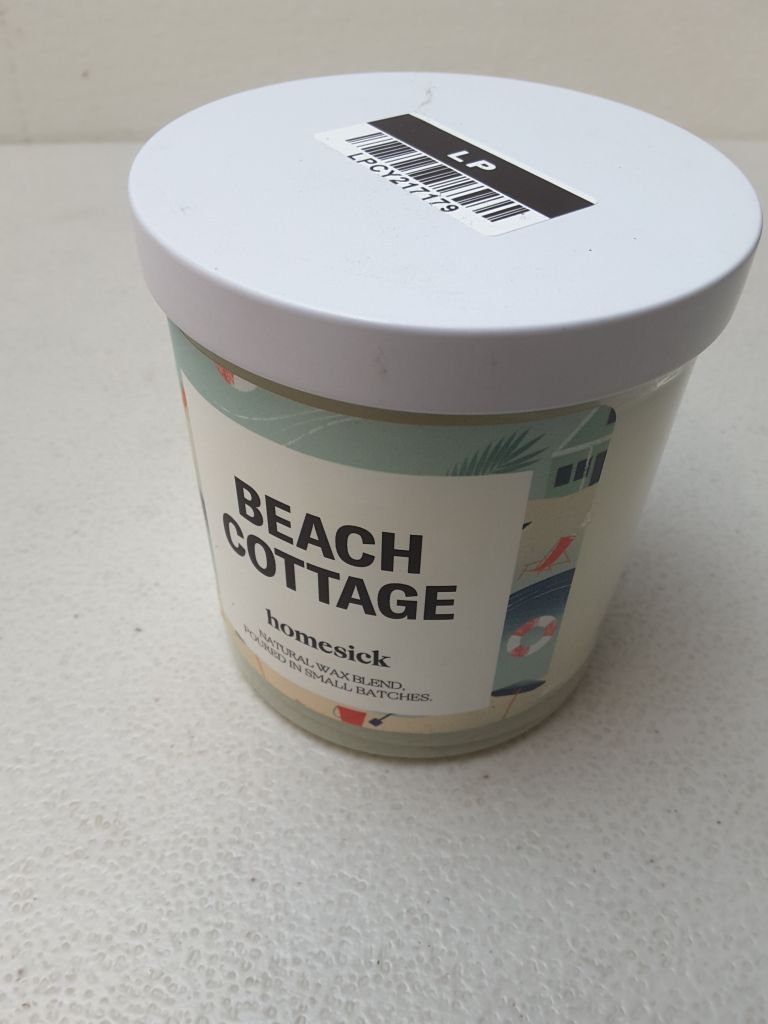 LP
LPCY217179
BEACH
COTTAGE
homesick
NATURAL WAX BLEND,
POURED IN SMALL BATCHES.